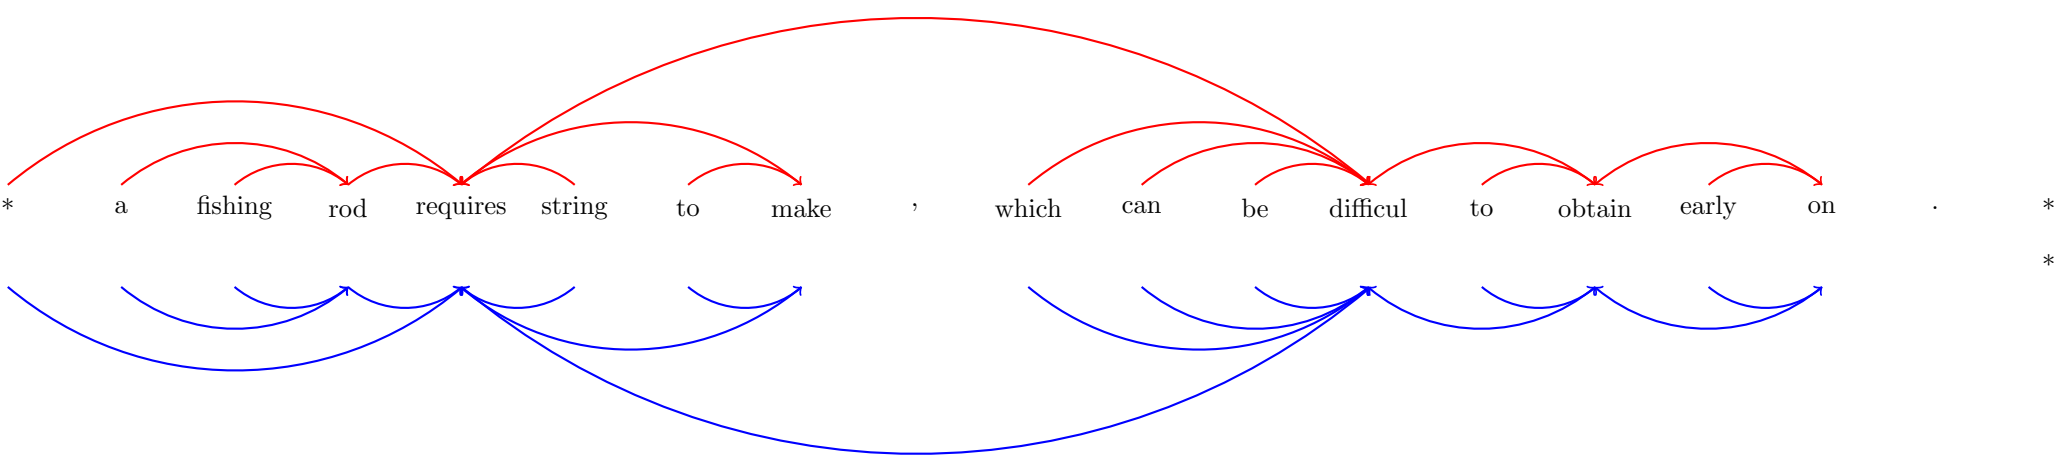 * a fishing rod requires string to make , which can be difficul to obtain early on . *
*